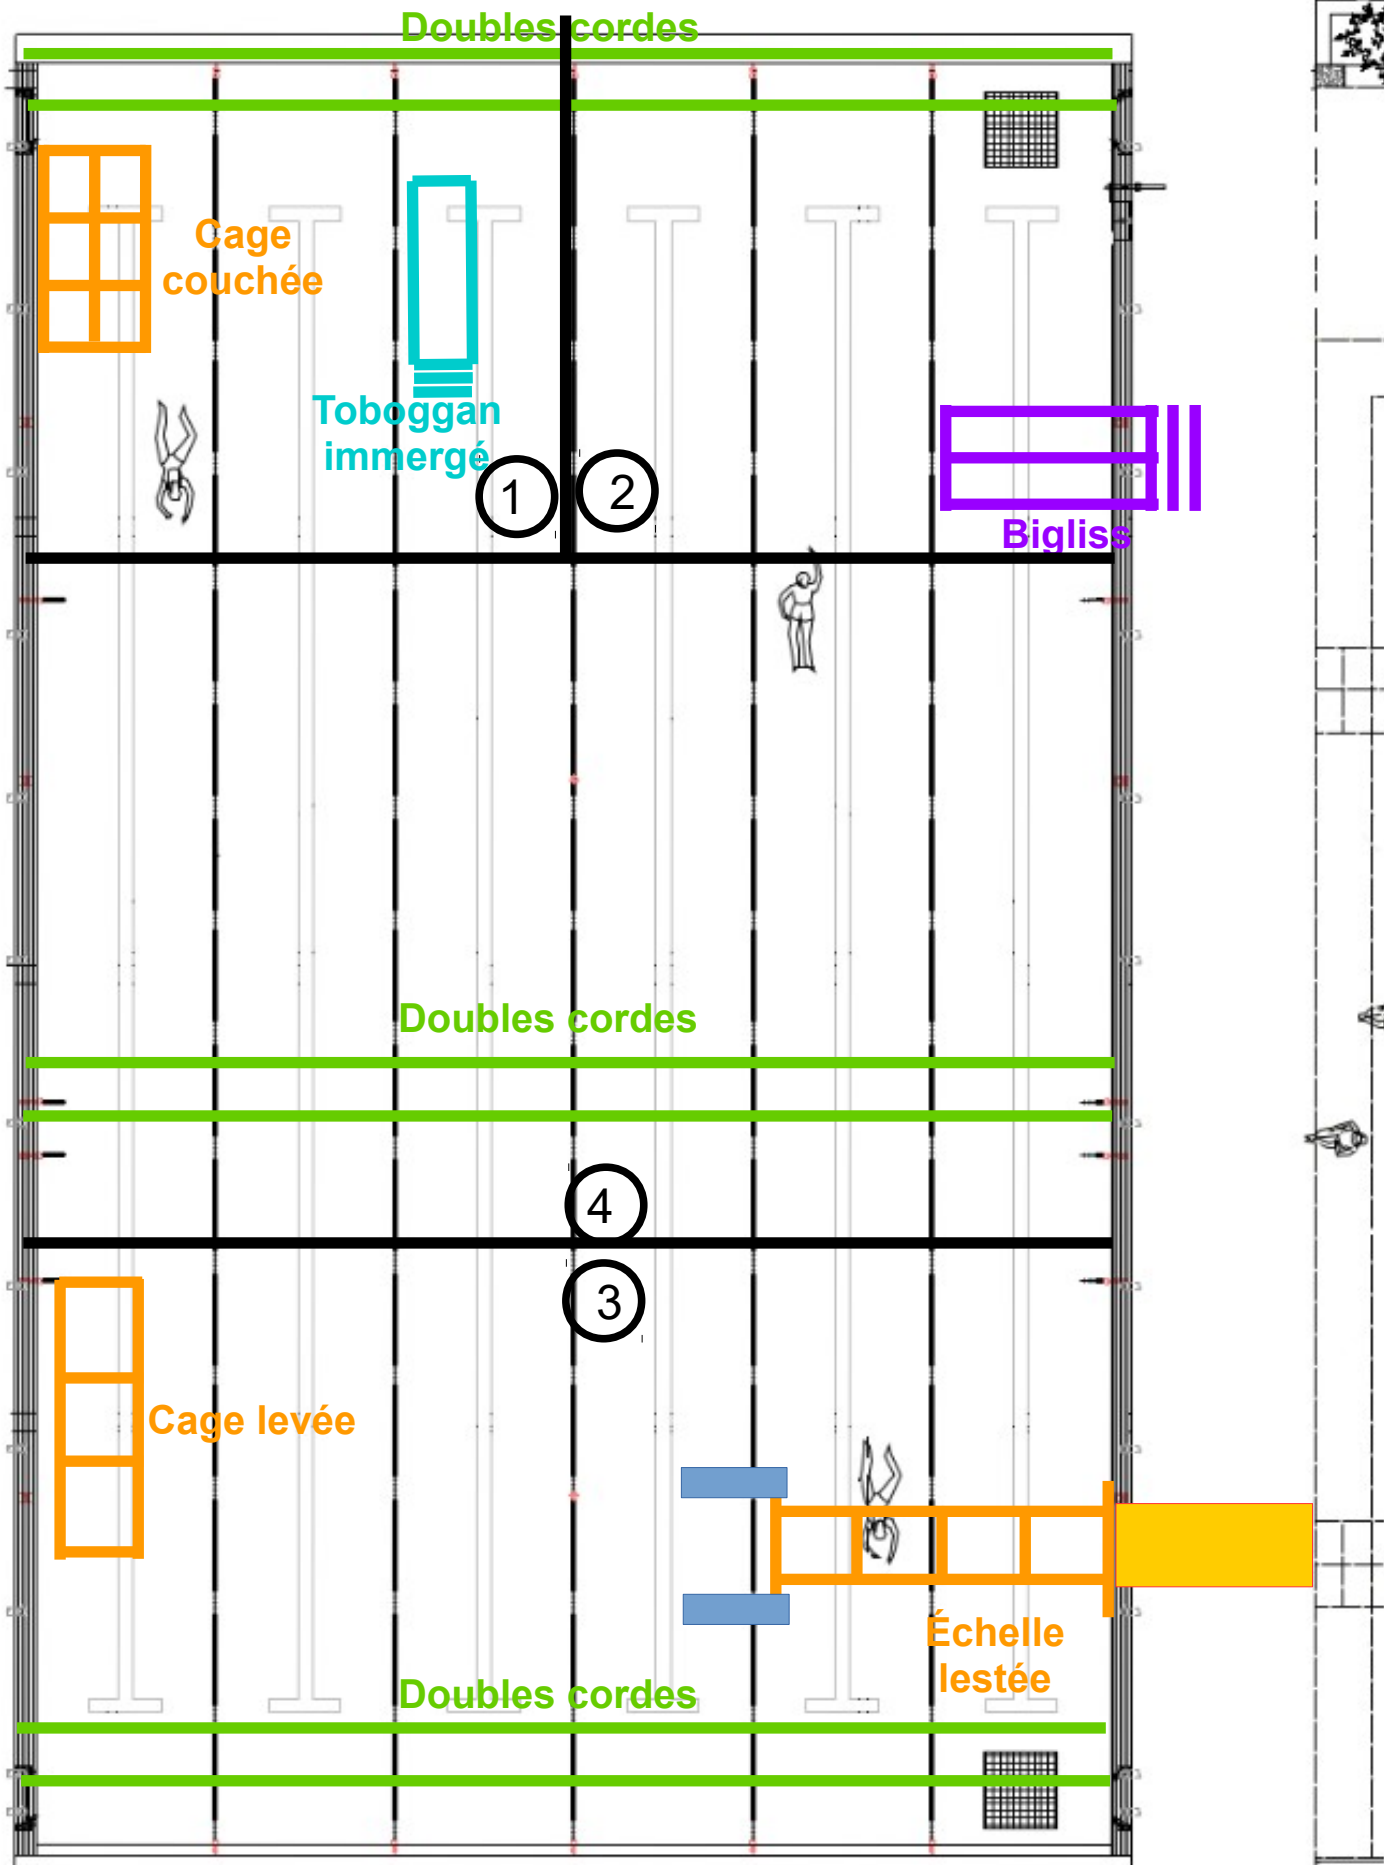 Doubles cordes
Cage
couchée
Toboggan
immergé
1
2
Bigliss
Doubles cordes
4
3
Cage levée
Échelle
lestée
Doubles cordes